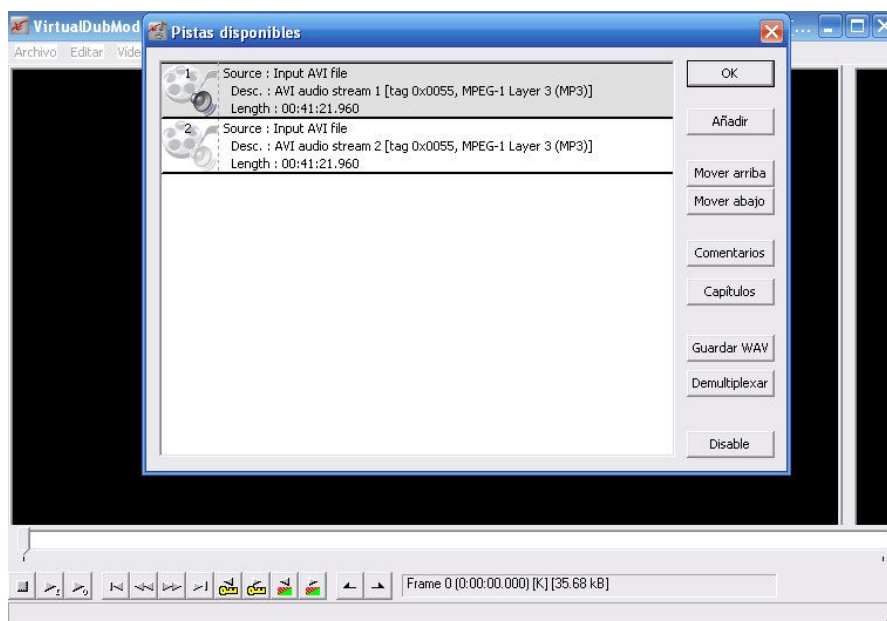 VirtualDubMod
Pistas disponibles
...
Archivo Editar Víde
1
Source : Input AVI file
Desc. : AVI audio stream 1 [tag 0x0055, MPEG-1 Layer 3 (MP3)]
Length : 00:41:21.960
2
Source : Input AVI file
Desc. : AVI audio stream 2 [tag 0x0055, MPEG-1 Layer 3 (MP3)]
Length : 00:41:21.960
OK
Añadir
Mover arriba
Mover abajo
Comentarios
Capítulos
Guardar WAV
Demultiplexar
Disable
Frame 0 (0:00:00.000) [K] [35.68 kB]